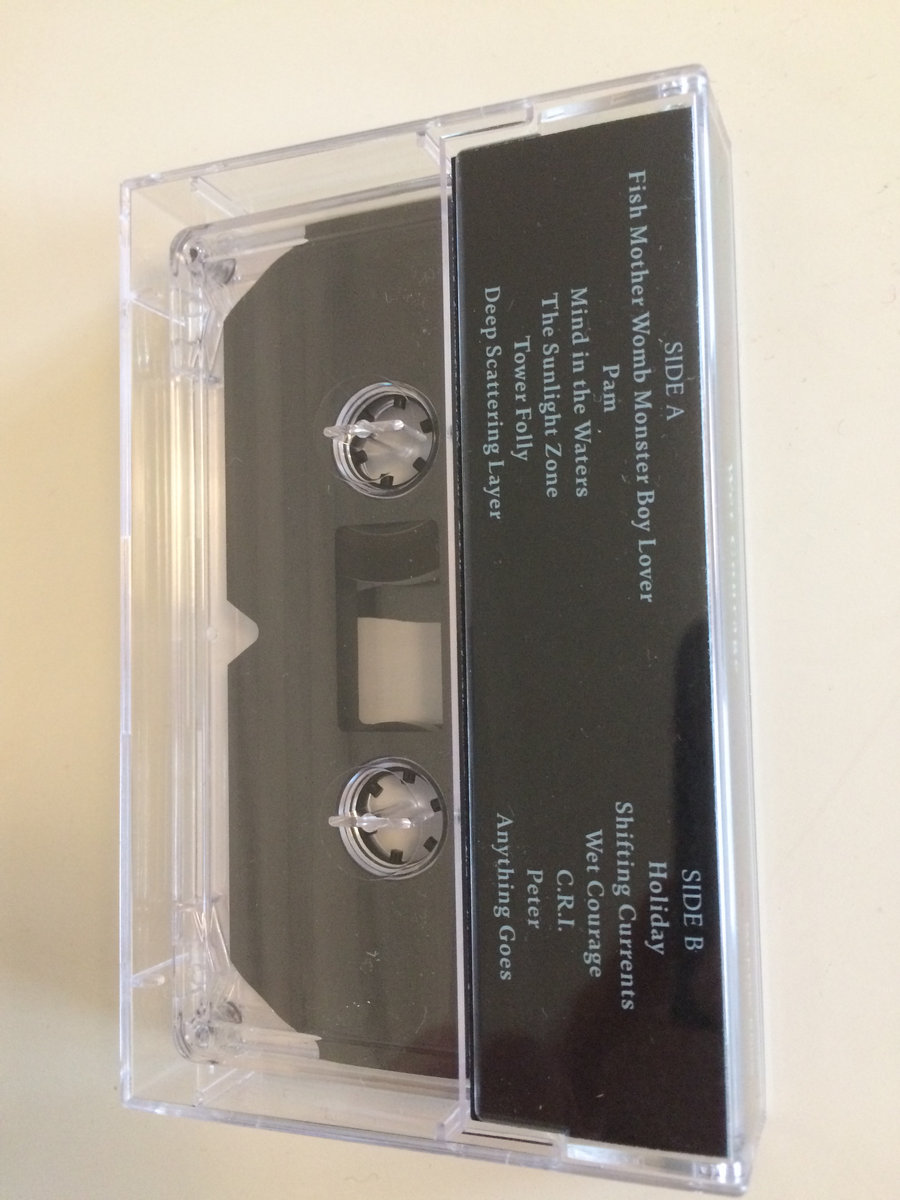 SIDE A
Fish Mother Womb Monster Boy Lover
Pam
Mind in the Waters
The Sunlight Zone
Tower Folly
Deep Scattering Layer
SIDE B
Holiday
Shifting Currents
Wet Courage
C.R.I.
Peter
Anything Goes